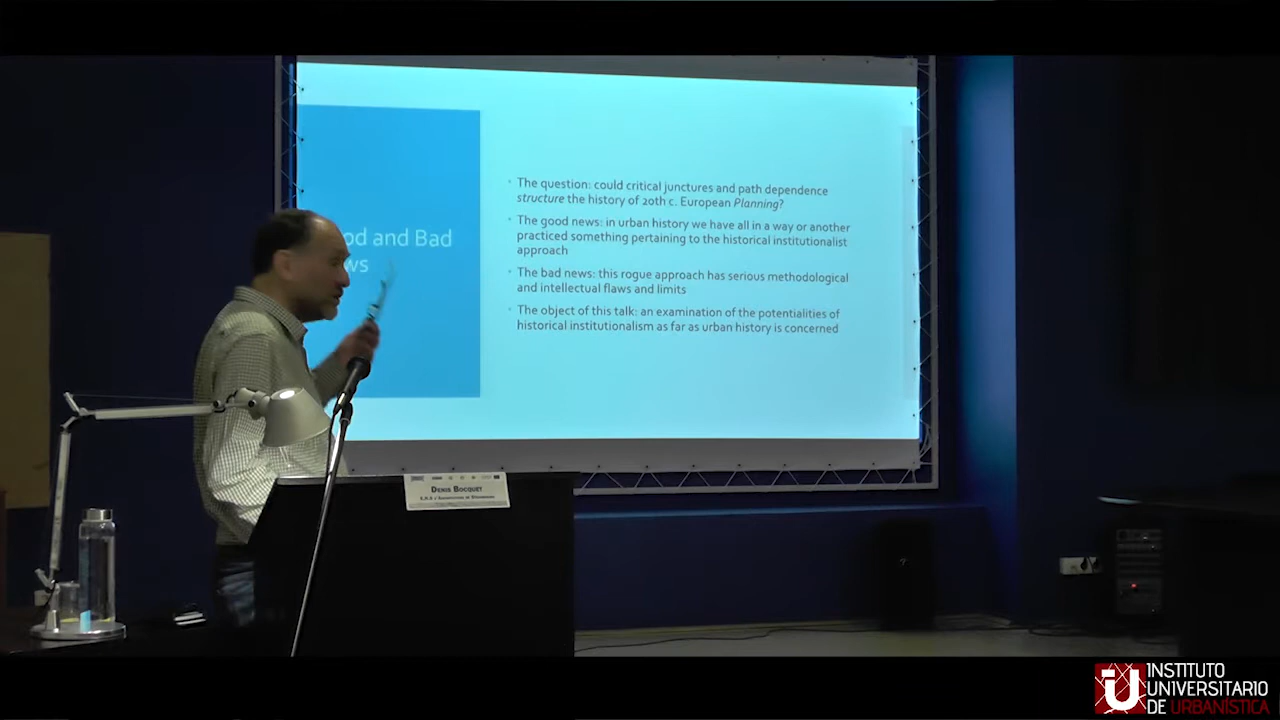 od and Bad
ws
The question: could critical junctures and path dependence
structure the history of 20th c. European Planning?
The good news: in urban history we have all in a way or another
practiced something pertaining to the historical institutionalist
approach
The bad news: this rogue approach has serious methodological
and intellectual flaws and limits
The object of this talk: an examination of the potentialities of
historical institutionalism as far as urban history is concerned
Denis Bocquet
INSTITUTO
UNIVERSITARIO
DE URBANÍSTICA